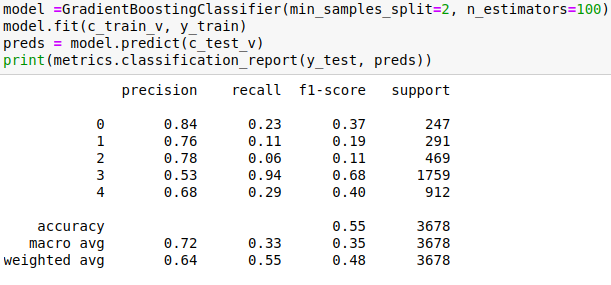 model =GradientBoostingClassifier(min_samples_split=2, n_estimators=100)
model.fit(c_train_v, y_train)
preds = model.predict(c_test_v)
print(metrics.classification_report(y_test, preds))
precision recall f1-score support
0 0.84 0.23 0.37 247
1 0.76 0.11 0.19 291
2 0.78 0.06 0.11 469
3 0.53 0.94 0.68 1759
4 0.68 0.29 0.40 912
accuracy 0.55 3678
macro avg 0.72 0.33 0.35 3678
weighted avg 0.64 0.55 0.48 3678